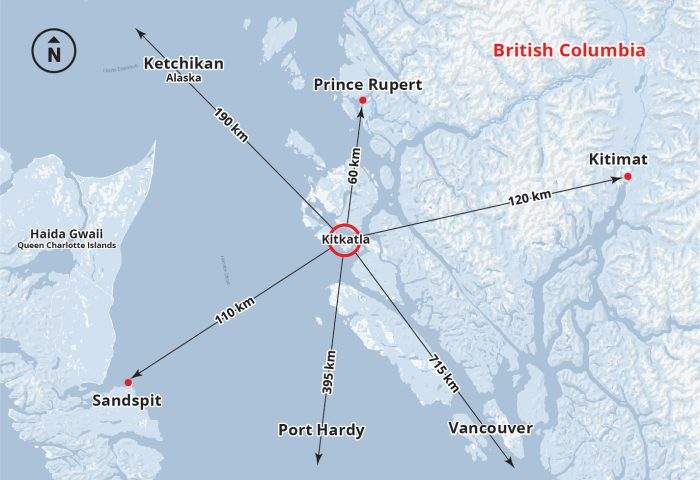 N
British Columbia
Ketchikan
Alaska
Prince Rupert
190 km
60 km
Kitimat
120 km
Haida Gwaii
Queen Charlotte Islands
Kitkatla
110 km
395 km
715 km
Sandspit
Port Hardy
Vancouver